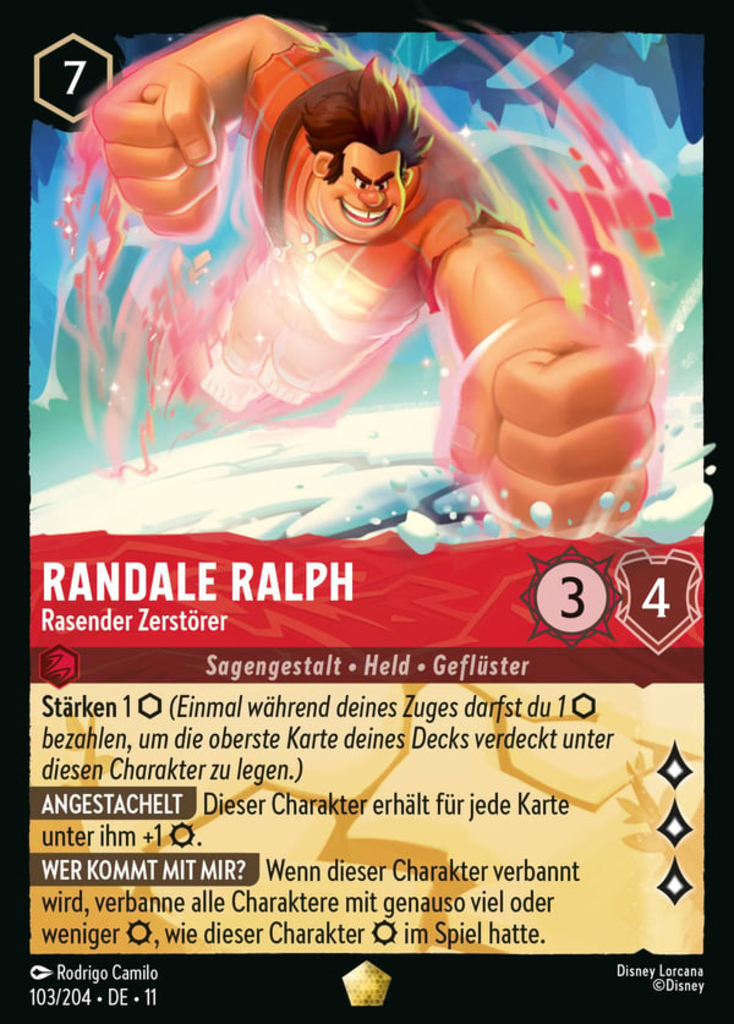 7
RANDALE RALPH
Rasender Zerstörer
3
4
Sagengestalt • Held • Geflüster
Stärken 1 (Einmal während deines Zuges darfst du 1
bezahlen, um die oberste Karte deines Decks verdeckt unter
diesen Charakter zu legen.)
ANGESTACHELT Dieser Charakter erhält für jede Karte
unter ihm +1.
WER KOMMT MIT MIR? Wenn dieser Charakter verbannt
wird, verbanne alle Charaktere mit genauso viel oder
weniger , wie dieser Charakter im Spiel hatte.
Rodrigo Camilo
Disney Lorcana
103/204 • DE • 11
©Disney